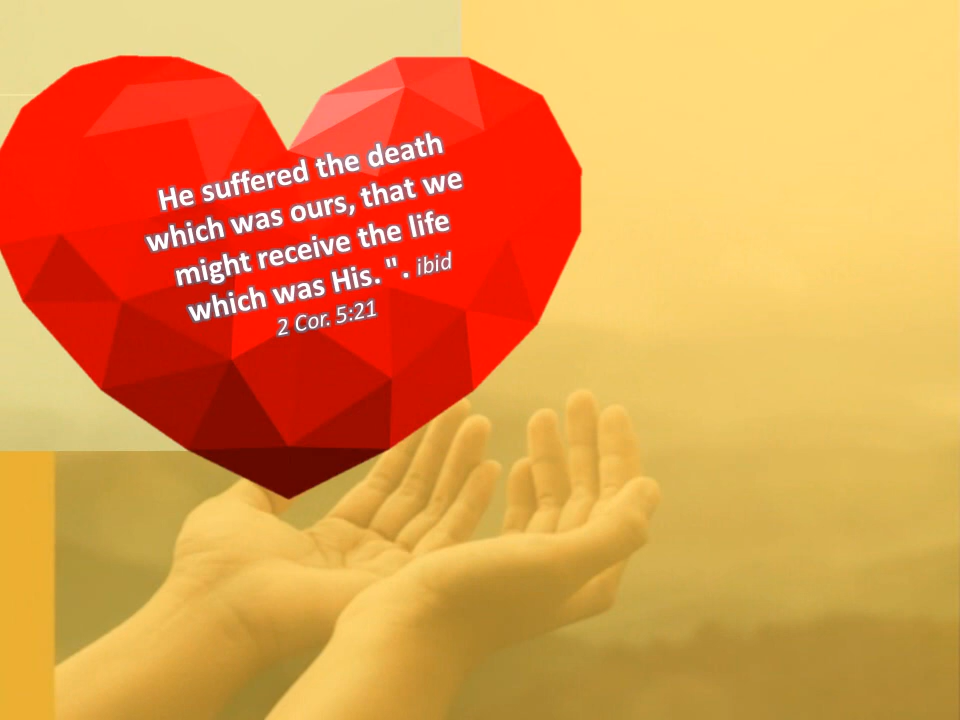 He suffered the death
which was ours, that we
might receive the life
which was His. ". ibid
2 Cor. 5:21